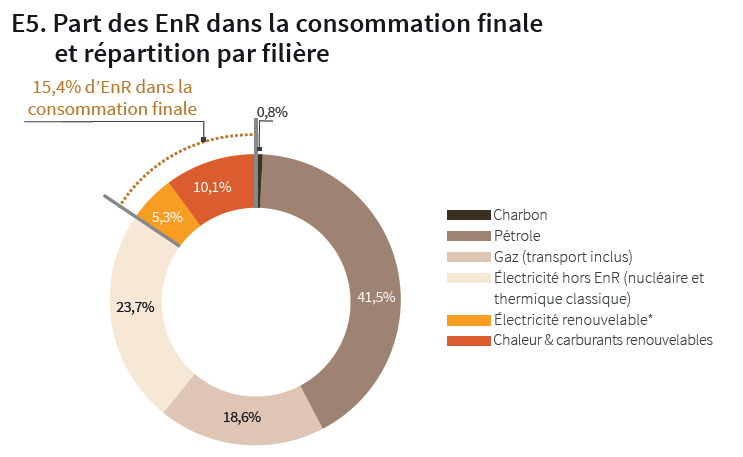 E5. Part des EnR dans la consommation finale
et répartition par filière
15,4% d’EnR dans la
consommation finale
0,8%
10,1%
5,3%
41,5%
23,7%
18,6%
Charbon
Pétrole
Gaz (transport inclus)
Électricité hors EnR (nucléaire et
thermique classique)
Électricité renouvelable*
Chaleur & carburants renouvelables